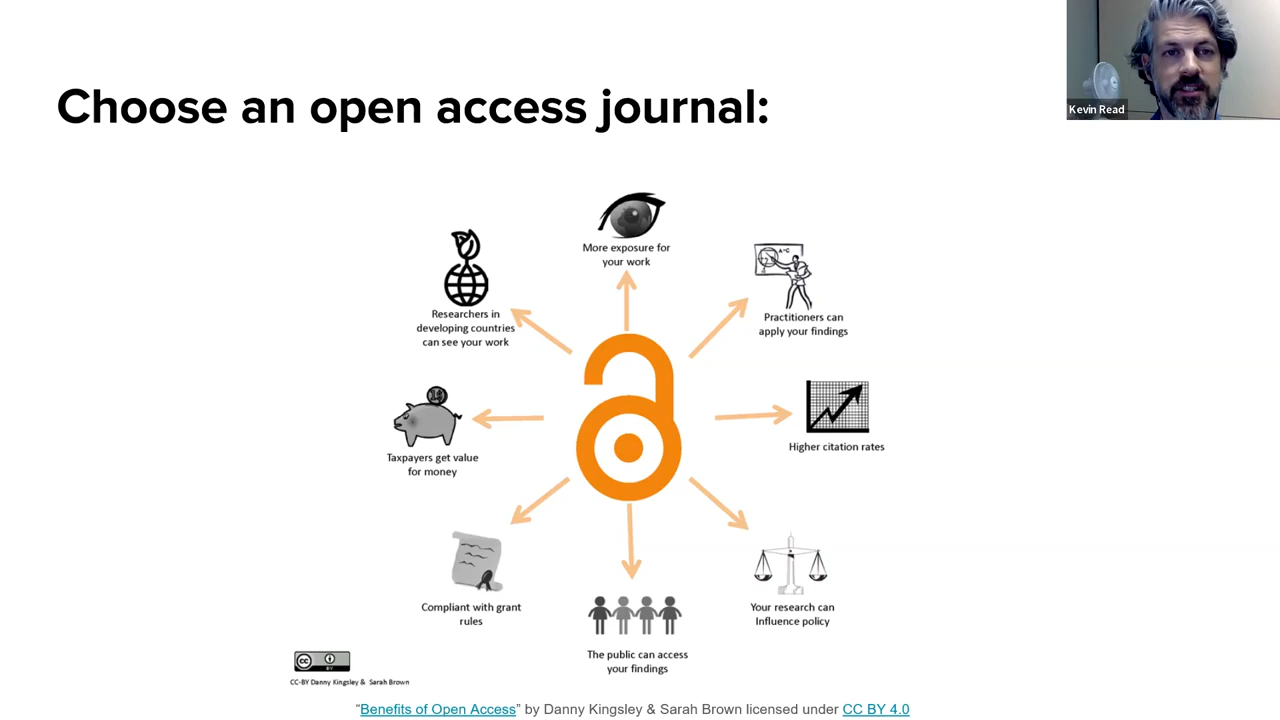 Choose an open access journal:
Kevin Read
More exposure for
your work
Practitioners can
apply your findings
Higher citation rates
Your research can
Influence policy
The public can access
your findings
Compliant with grant
rules
Taxpayers get value
for money
Researchers in
developing countries
can see your work
CC BY
CC-BY Danny Kingsley & Sarah Brown
“Benefits of Open Access” by Danny Kingsley & Sarah Brown licensed under CC BY 4.0